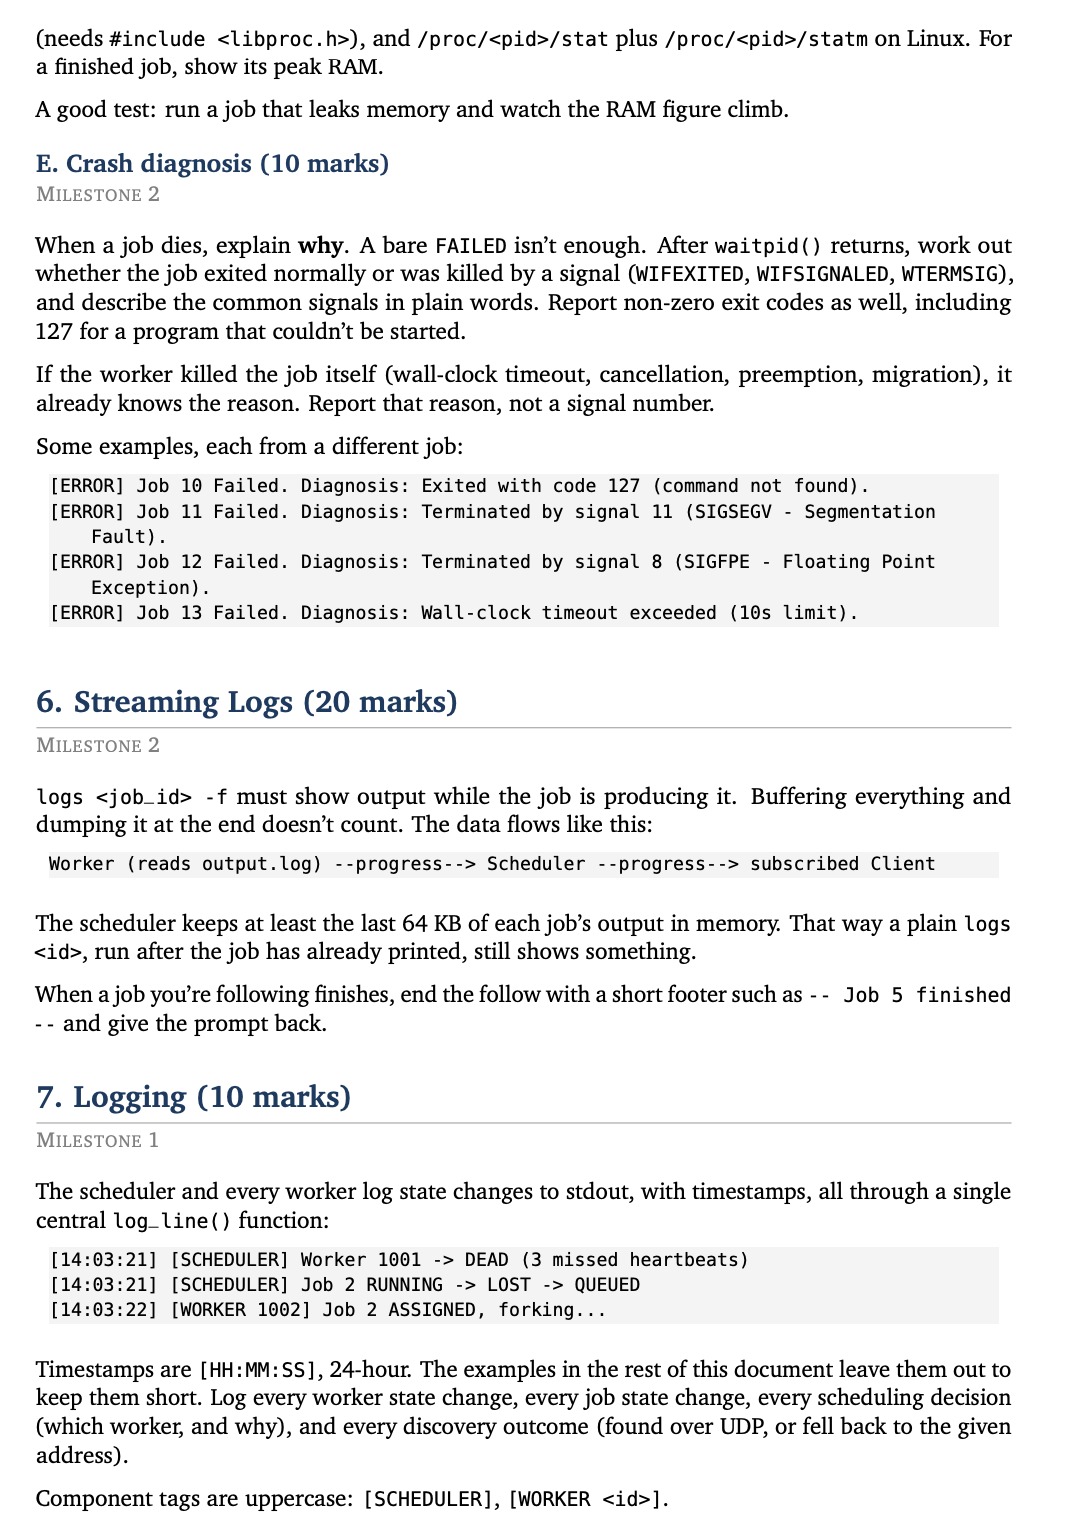 (needs #include <libproc.h>), and /proc/<pid>/stat plus /proc/<pid>/statm on Linux. For
a finished job, show its peak RAM.
A good test: run a job that leaks memory and watch the RAM figure climb.
E. Crash diagnosis (10 marks)
MILESTONE 2
When a job dies, explain why. A bare FAILED isn't enough. After waitpid() returns, work out
whether the job exited normally or was killed by a signal (WIFEXITED, WIFSIGNALED, WTERMSIG),
and describe the common signals in plain words. Report non-zero exit codes as well, including
127 for a program that couldn't be started.
If the worker killed the job itself (wall-clock timeout, cancellation, preemption, migration), it
already knows the reason. Report that reason, not a signal number.
Some examples, each from a different job:
[ERROR] Job 10 Failed. Diagnosis: Exited with code 127 (command not found).
[ERROR] Job 11 Failed. Diagnosis: Terminated by signal 11 (SIGSEGV - Segmentation
Fault).
[ERROR] Job 12 Failed. Diagnosis: Terminated by signal 8 (SIGFPE - Floating Point
Exception).
[ERROR] Job 13 Failed. Diagnosis: Wall-clock timeout exceeded (10s limit).
6. Streaming Logs (20 marks)
MILESTONE 2
logs <job_id> -f must show output while the job is producing it. Buffering everything and
dumping it at the end doesn't count. The data flows like this:
Worker (reads output.log) --progress--> Scheduler --progress--> subscribed Client
The scheduler keeps at least the last 64 KB of each job's output in memory. That way a plain logs
<id>, run after the job has already printed, still shows something.
When a job you're following finishes, end the follow with a short footer such as -- Job 5 finished
-- and give the prompt back.
7. Logging (10 marks)
MILESTONE 1
The scheduler and every worker log state changes to stdout, with timestamps, all through a single
central log_line() function:
[14:03:21] [SCHEDULER] Worker 1001 -> DEAD (3 missed heartbeats)
[14:03:21] [SCHEDULER] Job 2 RUNNING -> LOST -> QUEUED
[14:03:22] [WORKER 1002] Job 2 ASSIGNED, forking...
Timestamps are [HH:MM:SS], 24-hour. The examples in the rest of this document leave them out to
keep them short. Log every worker state change, every job state change, every scheduling decision
(which worker, and why), and every discovery outcome (found over UDP, or fell back to the given
address).
Component tags are uppercase: [SCHEDULER], [WORKER <id>].